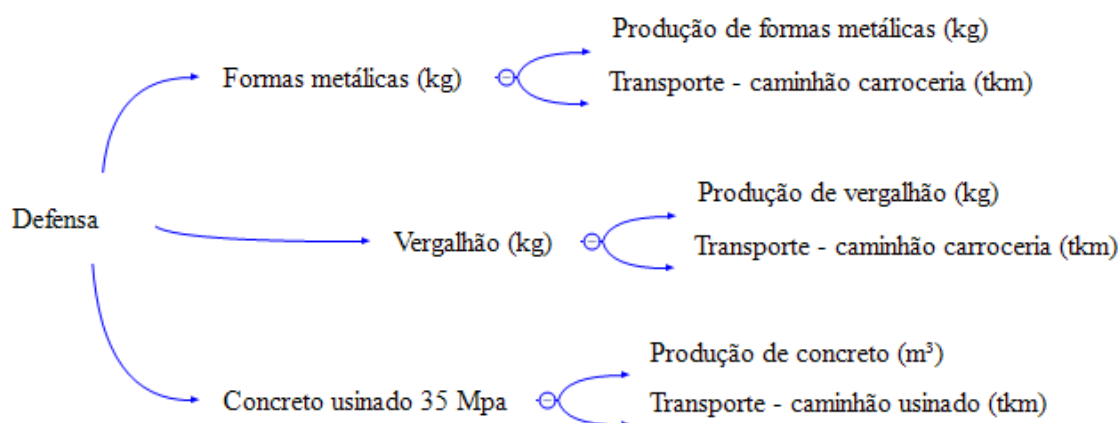 Produção de formas metálicas (kg)
Formas metálicas (kg)
Transporte - caminhão carroceria (tkm)
Produção de vergalhão (kg)
Defensa
Vergalhão (kg)
Transporte - caminhão carroceria (tkm)
Produção de concreto (m³)
Concreto usinado 35 Mpa
Transporte - caminhão usinado (tkm)